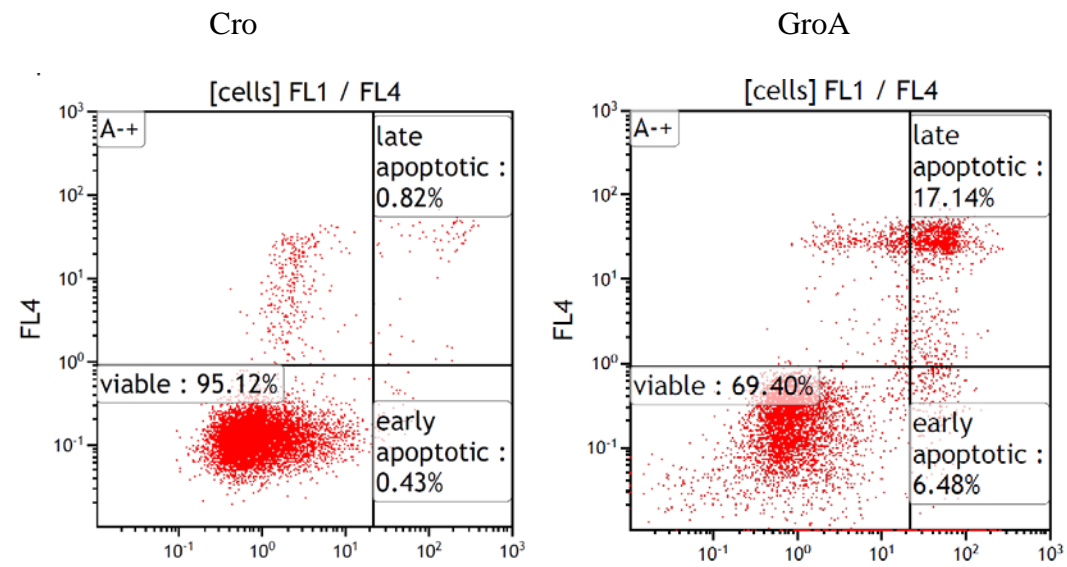 Cro
GroA
[cells] FL1 / FL4
A-+
late
apoptotic :
0.82%
viable : 95.12%
early
apoptotic :
0.43%
FL4
10³
10²
10¹
10⁰
10⁻¹
10⁻¹ 10⁰ 10¹ 10² 10³
[cells] FL1 / FL4
A-+
late
apoptotic :
17.14%
viable : 69.40%
early
apoptotic :
6.48%
FL4
10³
10²
10¹
10⁰
10⁻¹
10⁻¹ 10⁰ 10¹ 10² 10³